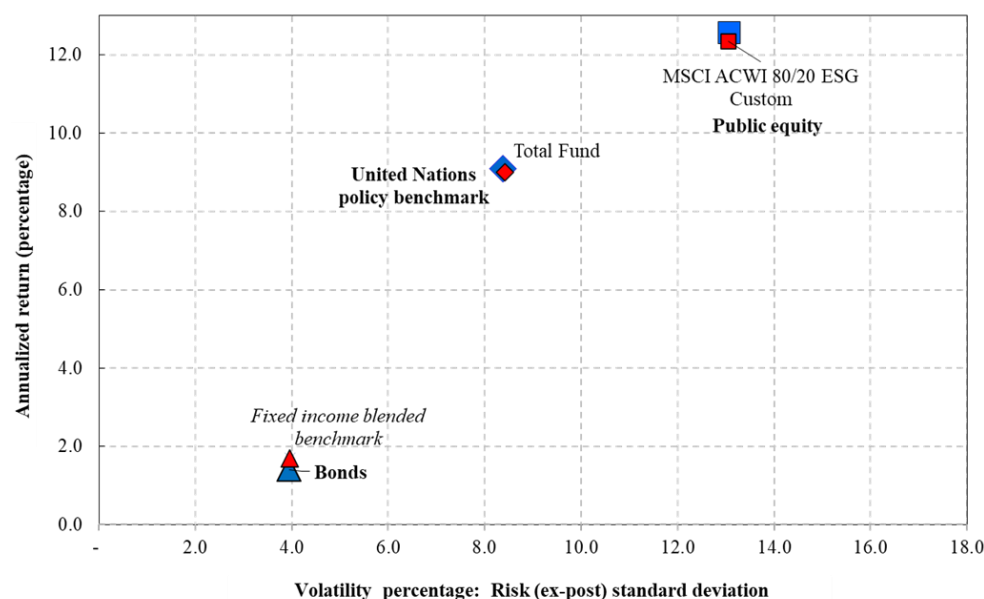 12.0
MSCI ACWI 80/20 ESG
Custom
Public equity
10.0
Total Fund
United Nations
policy benchmark
8.0
6.0
4.0
Fixed income blended
benchmark
2.0
Bonds
0.0
- 2.0 4.0 6.0 8.0 10.0 12.0 14.0 16.0 18.0
Annualized return (percentage)
Volatility percentage: Risk (ex-post) standard deviation